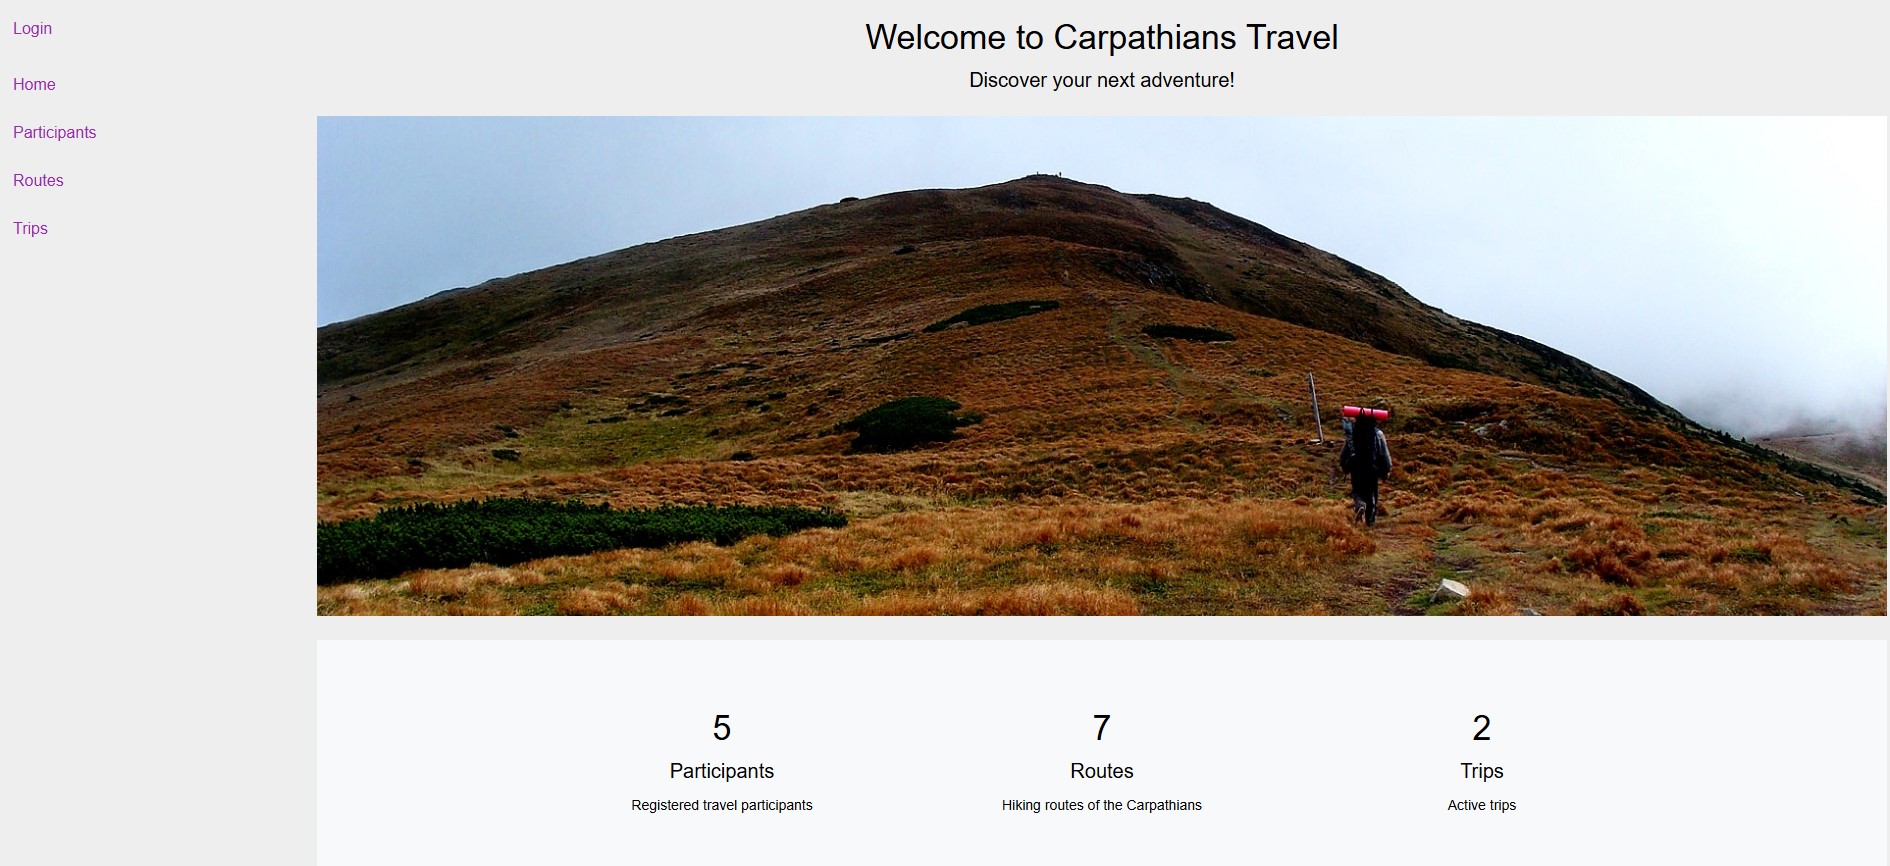 Login
Home
Participants
Routes
Trips
Welcome to Carpathians Travel
Discover your next adventure!
5
Participants
Registered travel participants
7
Routes
Hiking routes of the Carpathians
2
Trips
Active trips